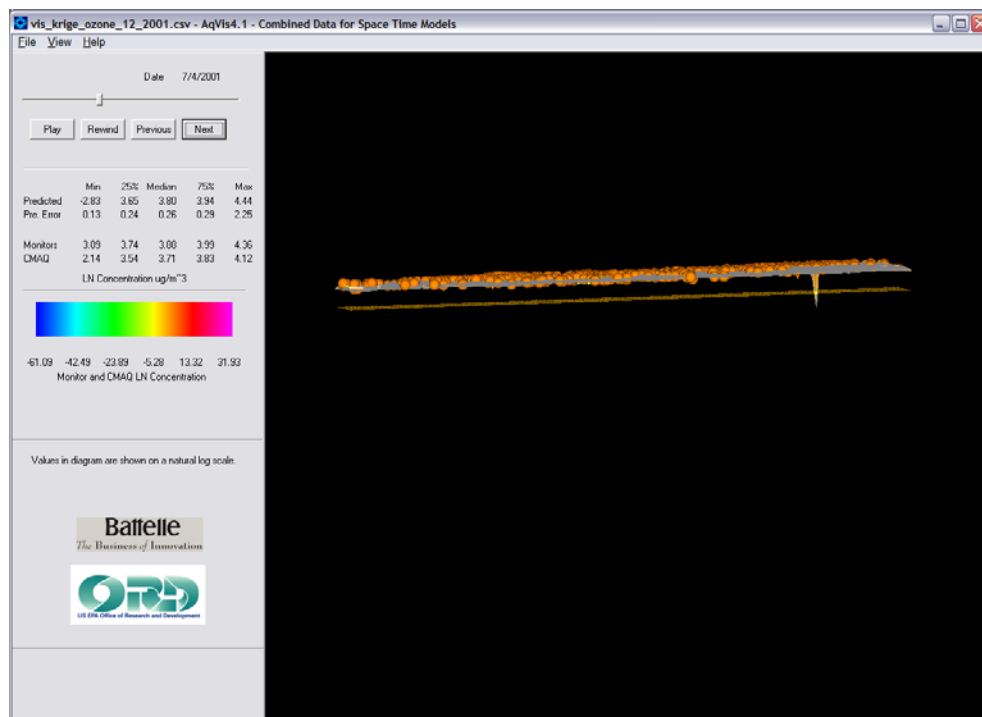 vis_krige_ozone_12_2001.csv - AqVis4.1 - Combined Data for Space Time Models
File View Help
Date 7/4/2001
Play Rewind Previous Next
Min 25% Median 75% Max
Predicted -2.83 3.65 3.80 3.94 4.44
Pre. Error 0.13 0.24 0.26 0.29 2.25
Monitors 3.09 3.74 3.88 3.99 4.36
CMAQ 2.14 3.54 3.71 3.83 4.12
LN Concentration ug/m^3
-61.09 -42.49 -23.89 -5.28 13.32 31.93
Monitor and CMAQ LN Concentration
Values in diagram are shown on a natural log scale.
Battelle
The Business of Innovation
ORD
US EPA Office of Research and Development